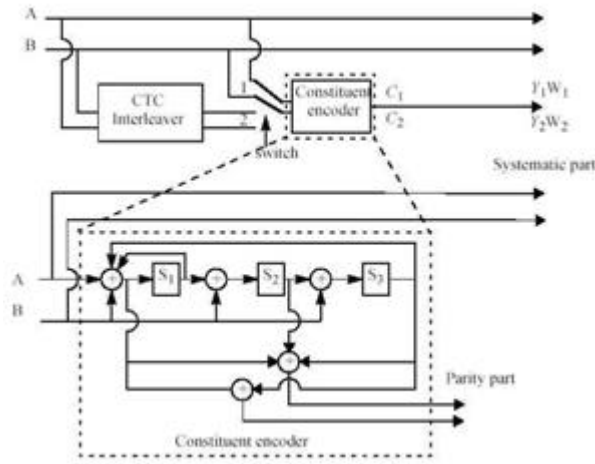 A
B
CTC
Interleaver
1
2
switch
Constituent
encoder
C1
C2
Y1W1
Y2W2
Systematic part
A
B
+
S1
+
S2
+
S3
+
+
Parity part
Constituent encoder